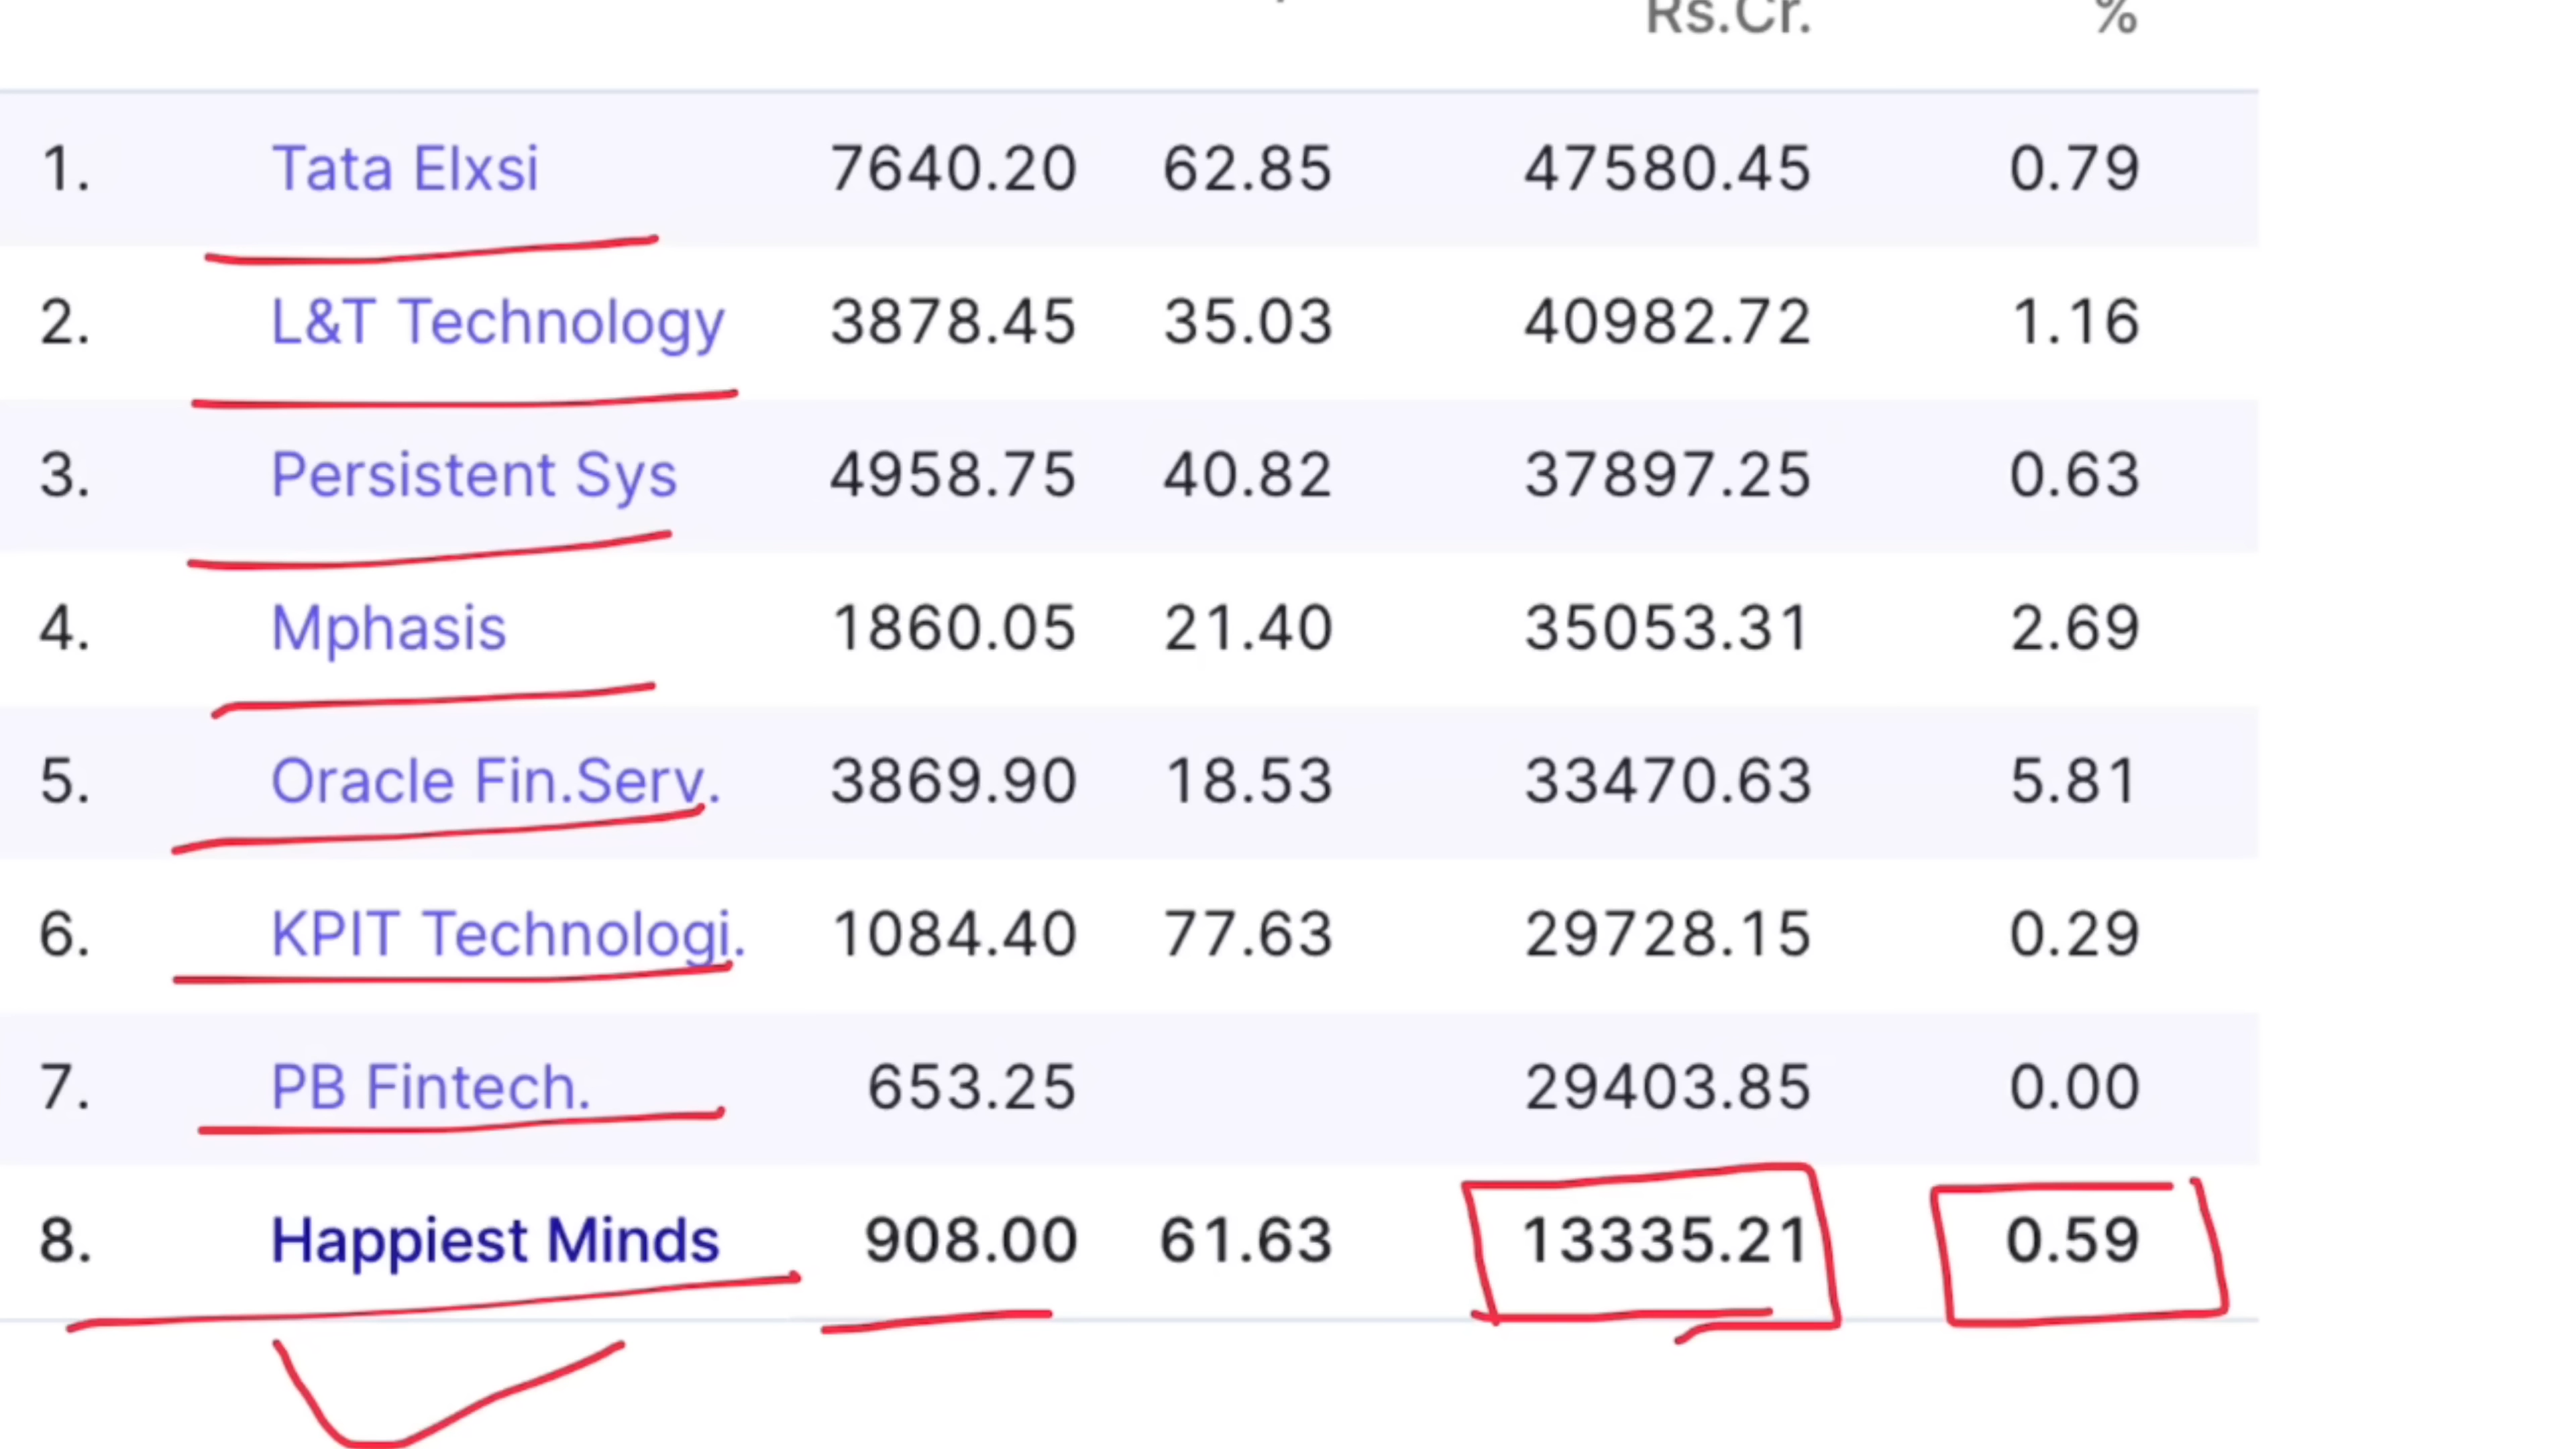 Rs.Cr. %
1. Tata Elxsi 7640.20 62.85 47580.45 0.79
2. L&T Technology 3878.45 35.03 40982.72 1.16
3. Persistent Sys 4958.75 40.82 37897.25 0.63
4. Mphasis 1860.05 21.40 35053.31 2.69
5. Oracle Fin.Serv. 3869.90 18.53 33470.63 5.81
6. KPIT Technologi. 1084.40 77.63 29728.15 0.29
7. PB Fintech. 653.25 29403.85 0.00
8. Happiest Minds 908.00 61.63 13335.21 0.59